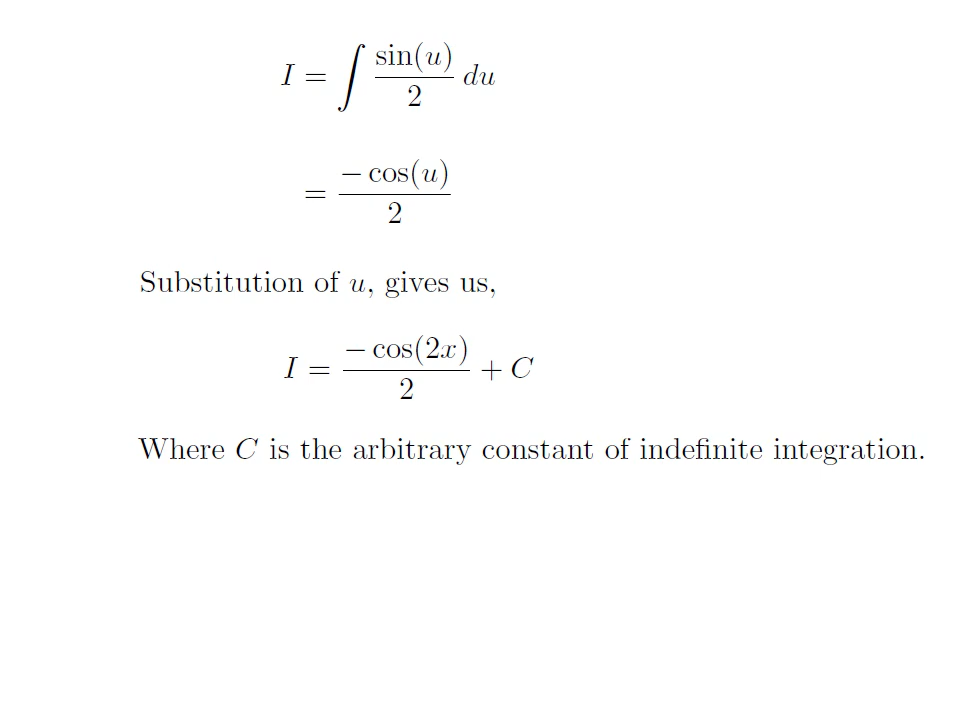 I = ∫ sin(u)/2 du
= − cos(u)/2
Substitution of u, gives us,
I = − cos(2x)/2 + C
Where C is the arbitrary constant of indefinite integration.